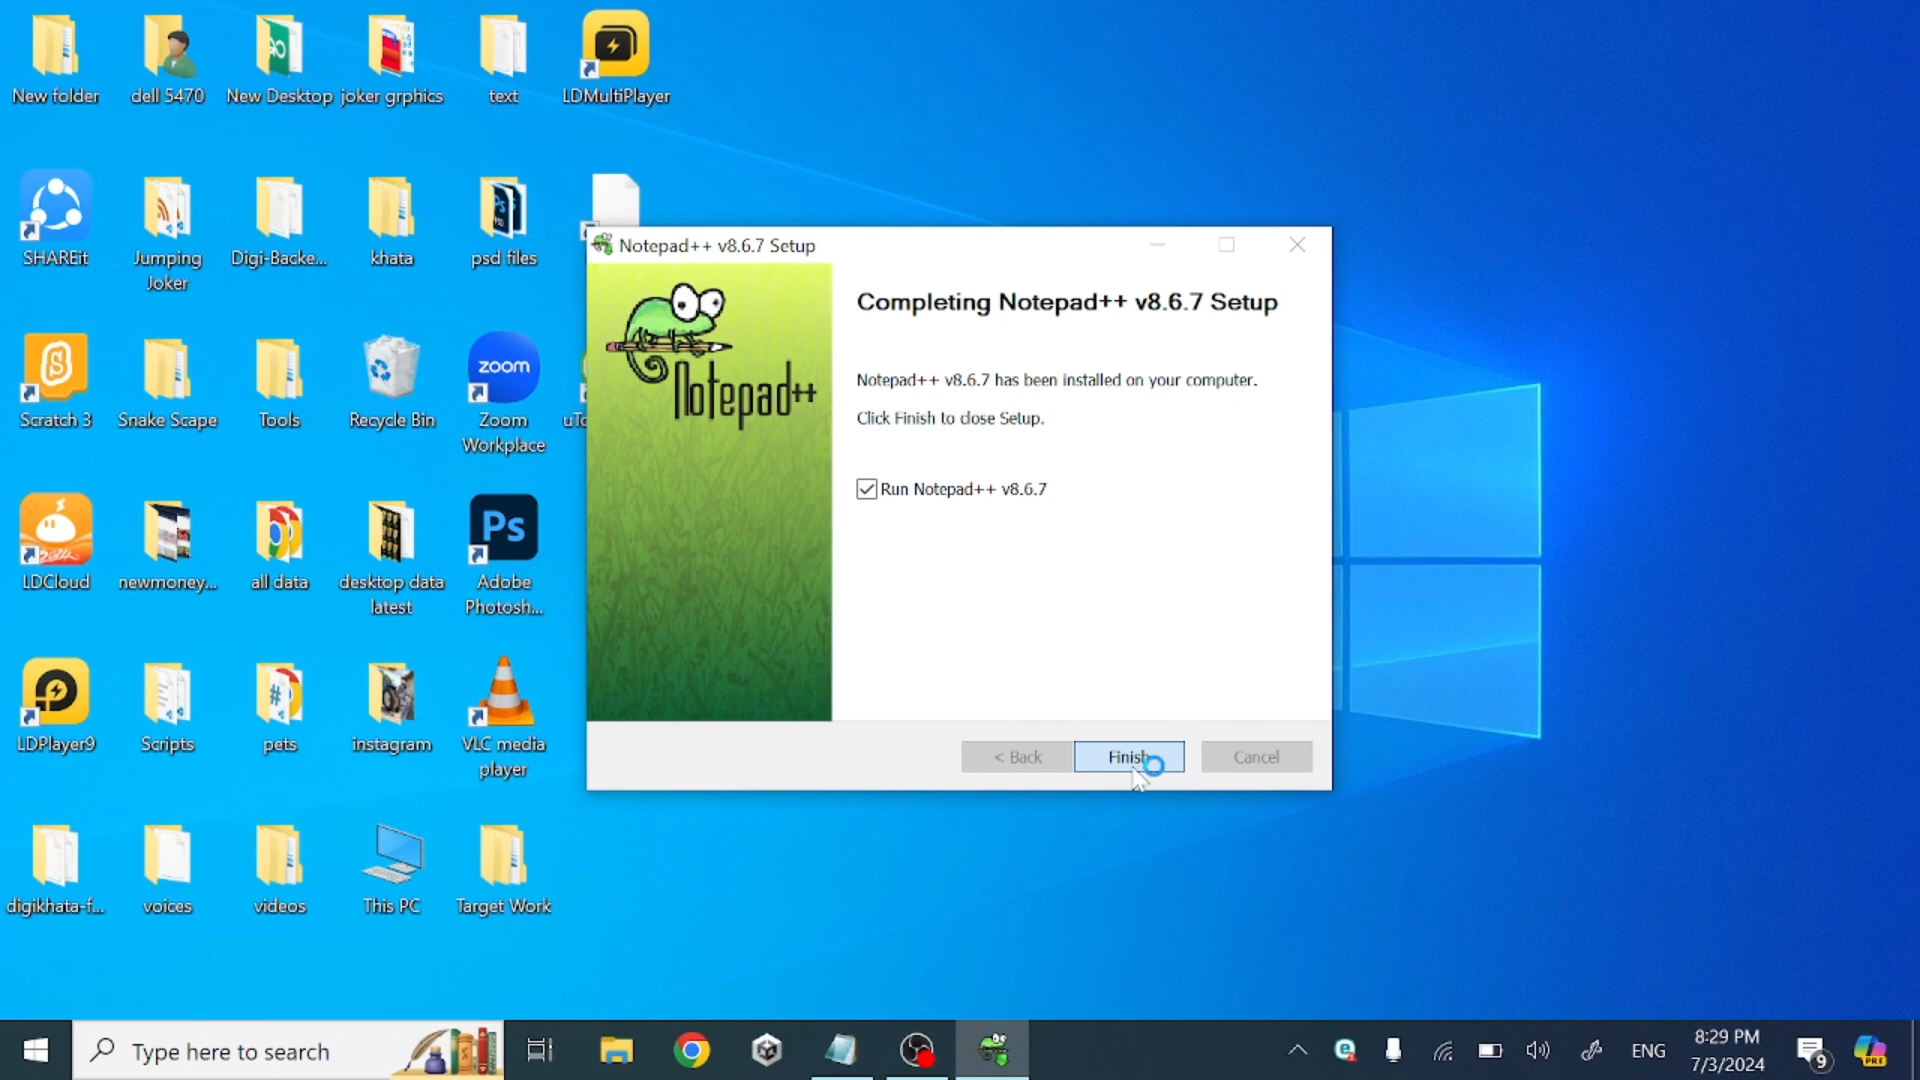 New folder
dell 5470
New Desktop
joker grphics
text
LDMultiPlayer
SHAREit
Jumping
Joker
Digi-Backe...
khata
psd files
Notepad++ v8.6.7 Setup
Notepad++
Completing Notepad++ v8.6.7 Setup
Notepad++ v8.6.7 has been installed on your computer.
Click Finish to close Setup.
Run Notepad++ v8.6.7
< Back
Finish
Cancel
Scratch 3
Snake Scape
Tools
Recycle Bin
zoom
Zoom
Workplace
LDCloud
newmoney...
all data
desktop data
latest
Ps
Adobe
Photosh...
LDPlayer9
Scripts
pets
instagram
VLC media
player
digikhata-f...
voices
videos
This PC
Target Work
Type here to search
ENG
8:29 PM
7/3/2024
9
PRE